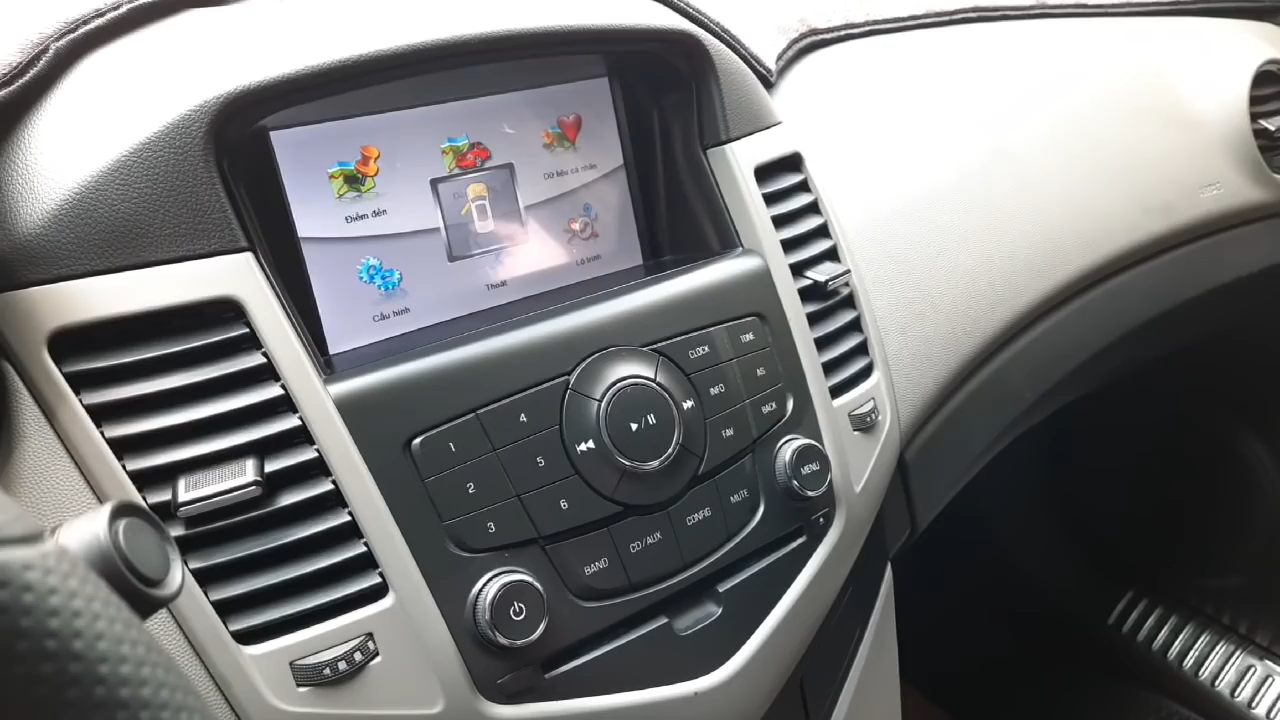 Điểm đến
Dữ liệu cá nhân
Cấu hình
Thoát
Lộ trình
CLOCK
TONE
INFO
AS
FAV
BACK
1
4
2
5
3
6
MENU
BAND
CD/AUX
CONFIG
MUTE